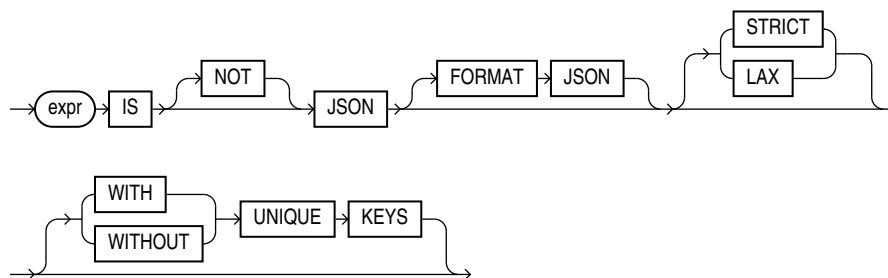 STRICT
NOT FORMAT JSON LAX
expr IS JSON
WITH
UNIQUE KEYS
WITHOUT